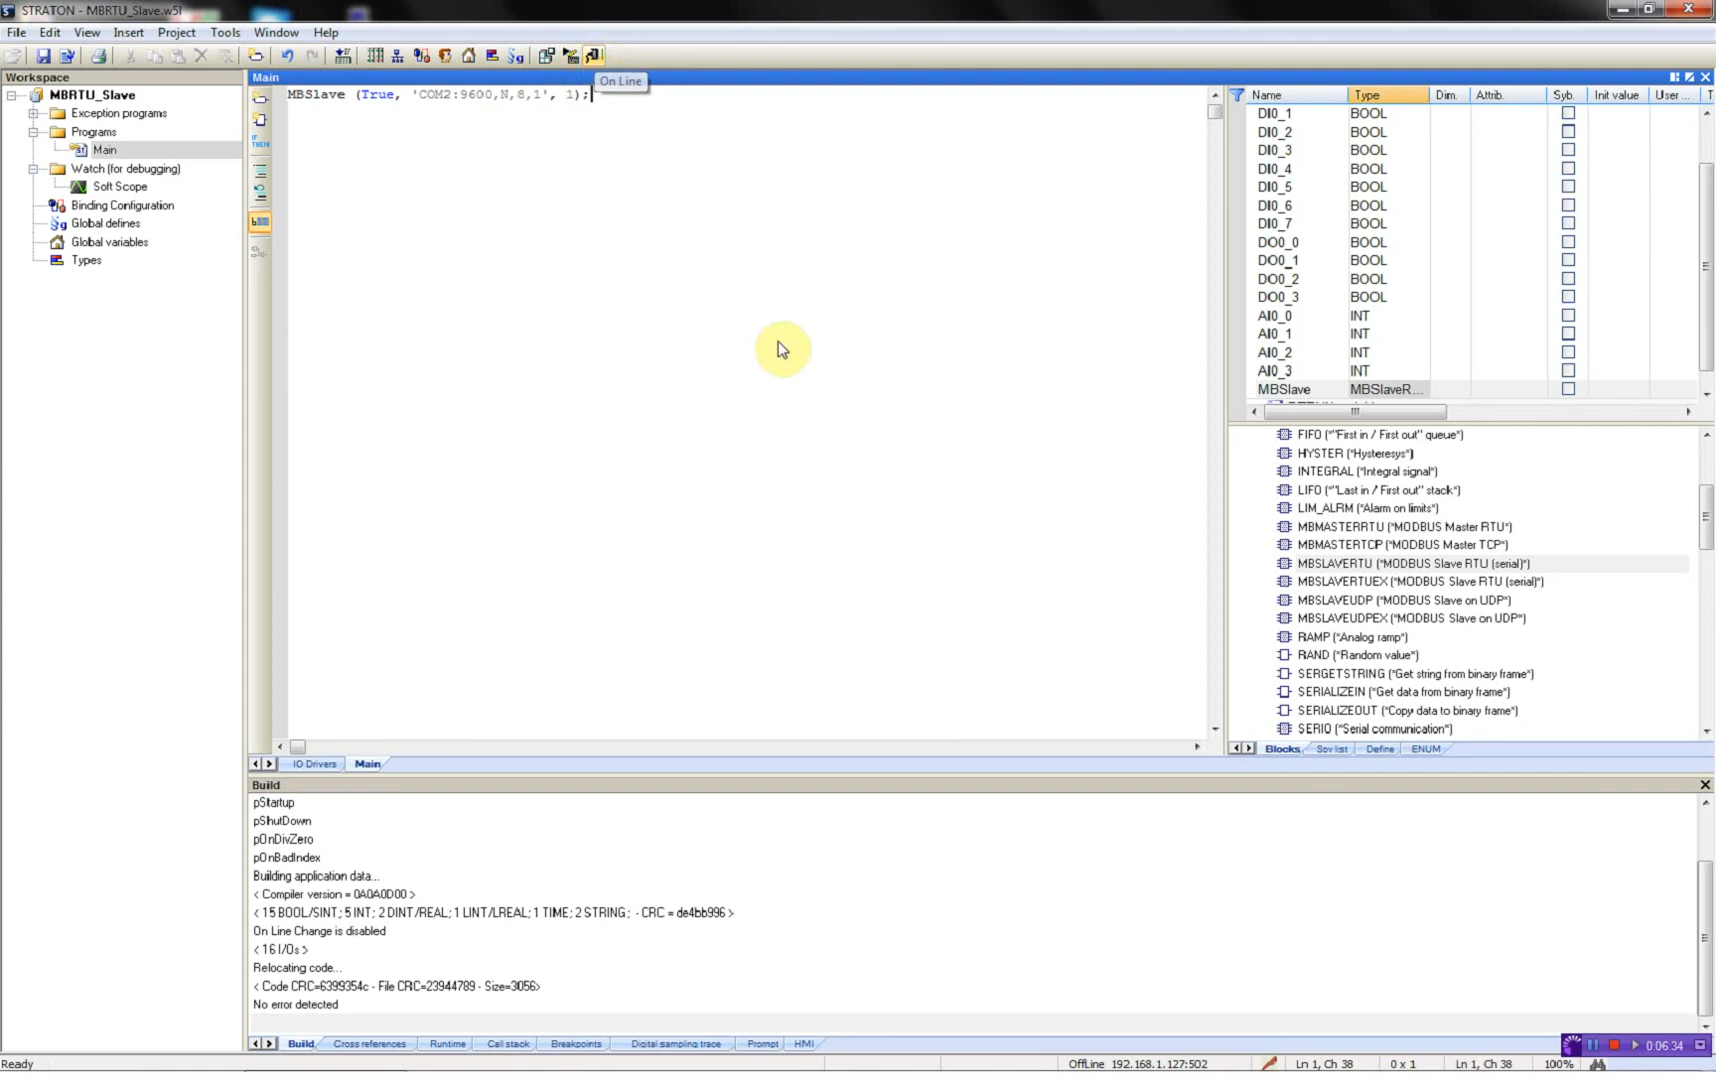 STRATON - MBRTU_Slave.w5l
File Edit View Insert Project Tools Window Help
Workspace
MBRTU_Slave
Exception programs
Programs
Main
Watch (for debugging)
Soft Scope
Binding Configuration
Global defines
Global variables
Types
Main
On Line
MBSlave (True, 'COM2:9600,N,8,1', 1);
IF
THEN
IO Drivers Main
Name Type Dim. Attrib. Syb. Init value User ... T
DI0_1 BOOL
DI0_2 BOOL
DI0_3 BOOL
DI0_4 BOOL
DI0_5 BOOL
DI0_6 BOOL
DI0_7 BOOL
DO0_0 BOOL
DO0_1 BOOL
DO0_2 BOOL
DO0_3 BOOL
AI0_0 INT
AI0_1 INT
AI0_2 INT
AI0_3 INT
MBSlave MBSlaveR...
FIFO (*"First in / First out" queue*)
HYSTER (*Hysteresys*)
INTEGRAL (*Integral signal*)
LIFO (*"Last in / First out" stack*)
LIM_ALRM (*Alarm on limits*)
MBMASTERRTU (*MODBUS Master RTU*)
MBMASTERTCP (*MODBUS Master TCP*)
MBSLAVERTU (*MODBUS Slave RTU (serial)*)
MBSLAVERTUEX (*MODBUS Slave RTU (serial)*)
MBSLAVEUDP (*MODBUS Slave on UDP*)
MBSLAVEUDPEX (*MODBUS Slave on UDP*)
RAMP (*Analog ramp*)
RAND (*Random value*)
SERGETSTRING (*Get string from binary frame*)
SERIALIZEIN (*Get data from binary frame*)
SERIALIZEOUT (*Copy data to binary frame*)
SERIO (*Serial communication*)
Blocks Spy list Define ENUM
Build
pStartup
pShutDown
pOnDivZero
pOnBadIndex
Building application data...
< Compiler version = 0A0A0D00 >
< 15 BOOL/SINT; 5 INT; 2 DINT/REAL; 1 LINT/LREAL; 1 TIME; 2 STRING; - CRC = de4bb996 >
On Line Change is disabled
< 16 I/Os >
Relocating code...
< Code CRC=6399354c - File CRC=23944789 - Size=3056>
No error detected
Build Cross references Runtime Call stack Breakpoints Digital sampling trace Prompt HMI
0:06:34
Ready OffLine 192.168.1.127:502 Ln 1, Ch 38 0 x 1 Ln 1, Ch 38 100%